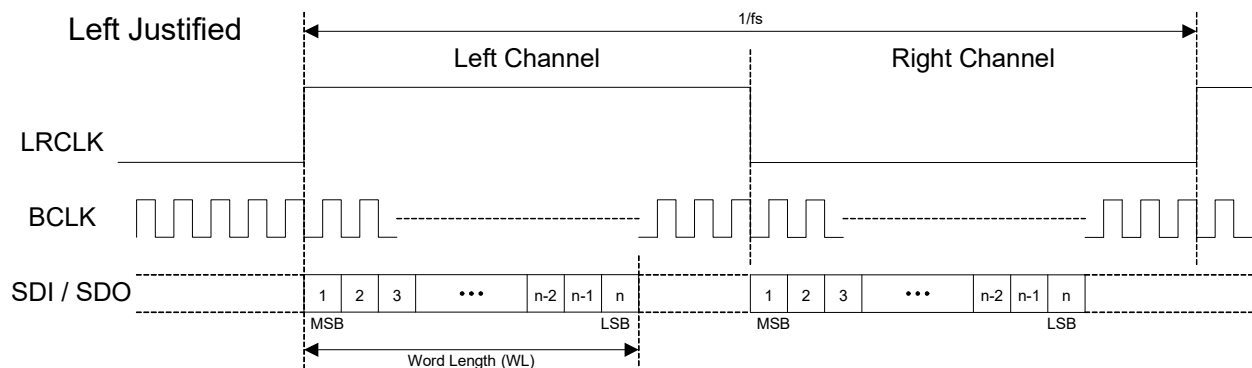 1/fs
Left Justified
Left Channel
Right Channel
LRCLK
BCLK
SDI / SDO
1 2 3 ••• n-2 n-1 n 1 2 3 ••• n-2 n-1 n
MSB LSB MSB LSB
Word Length (WL)